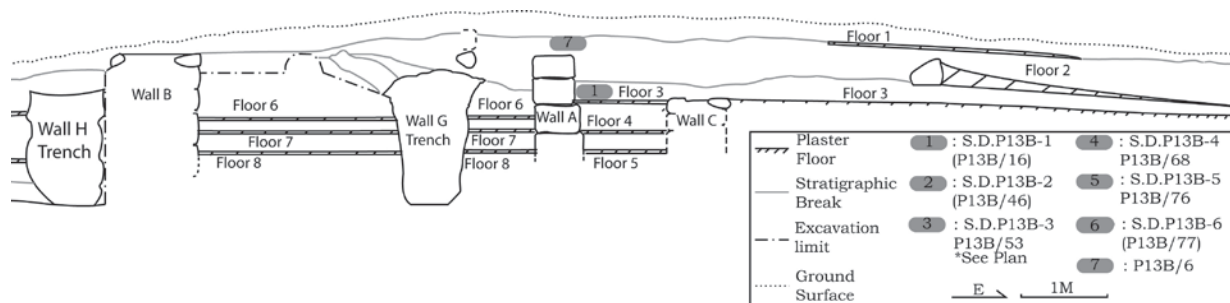 7
Floor 1
Floor 2
Wall B
1
Floor 3
Floor 3
Floor 6
Floor 6
Wall A
Floor 4
Wall C
Wall H
Trench
Wall G
Trench
Floor 7
Floor 7
Floor 8
Floor 8
Floor 5
Plaster
Floor
Stratigraphic
Break
Excavation
limit
Ground
Surface
1 : S.D.P13B-1
(P13B/16)
2 : S.D.P13B-2
(P13B/46)
3 : S.D.P13B-3
P13B/53
*See Plan
4 : S.D.P13B-4
P13B/68
5 : S.D.P13B-5
P13B/76
6 : S.D.P13B-6
(P13B/77)
7 : P13B/6
E
1M